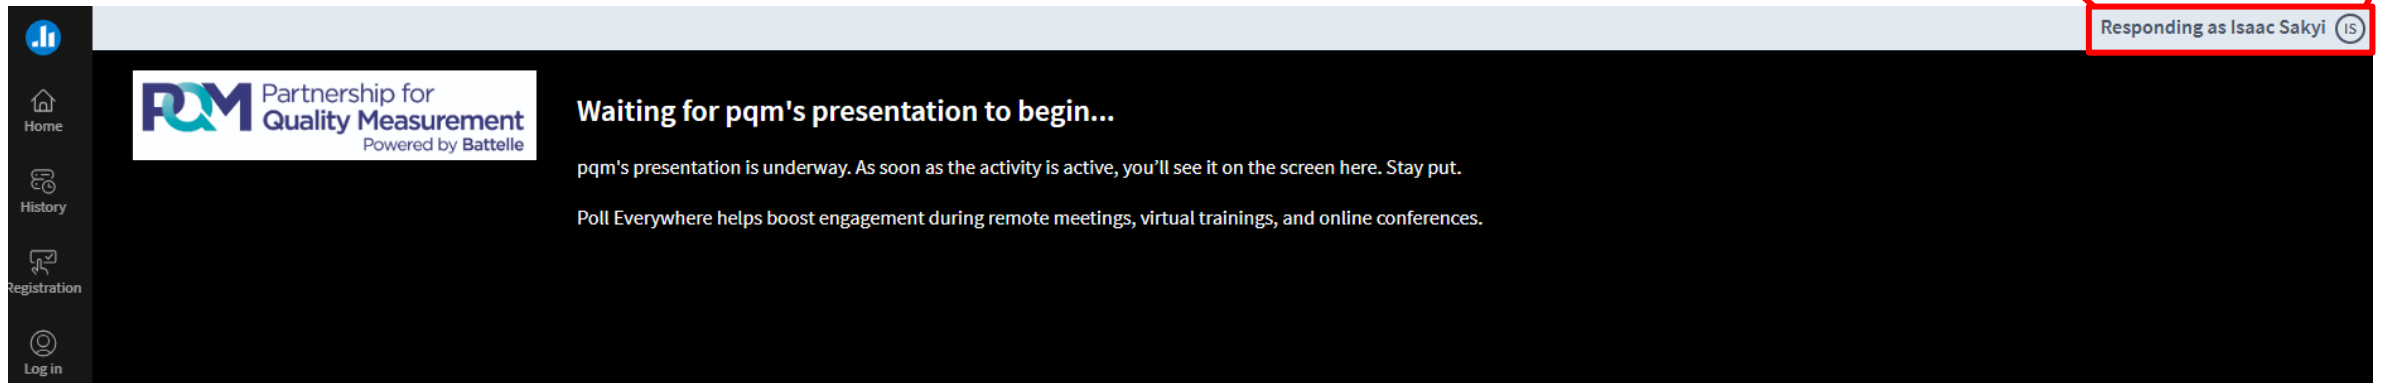 Responding as Isaac Sakyi IS
Home
History
Registration
Log in
PQM Partnership for
Quality Measurement
Powered by Battelle
Waiting for pqm's presentation to begin...
pqm's presentation is underway. As soon as the activity is active, you’ll see it on the screen here. Stay put.
Poll Everywhere helps boost engagement during remote meetings, virtual trainings, and online conferences.